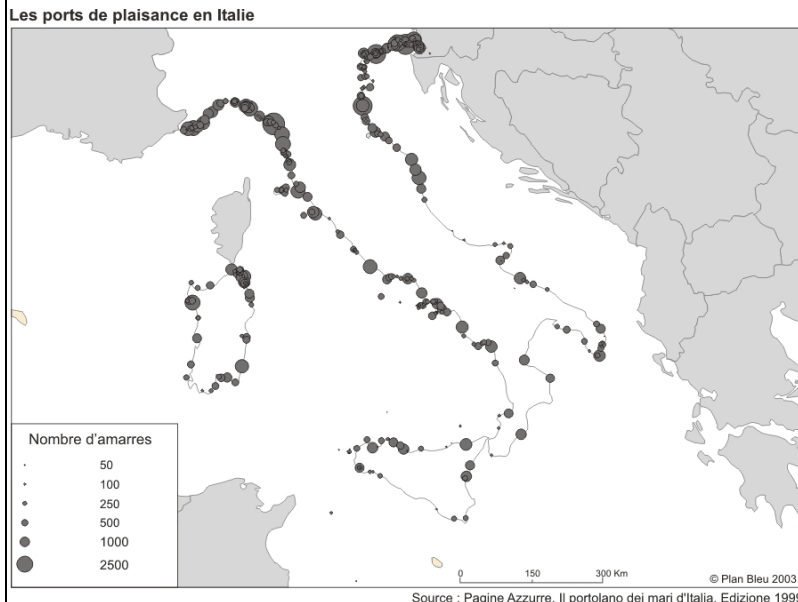 Les ports de plaisance en Italie
Nombre d'amarres
50
100
250
500
1000
2500
0 150 300 Km
© Plan Bleu 2003
Source : Pagine Azzurre, Il portolano dei mari d'Italia, Edizione 1999